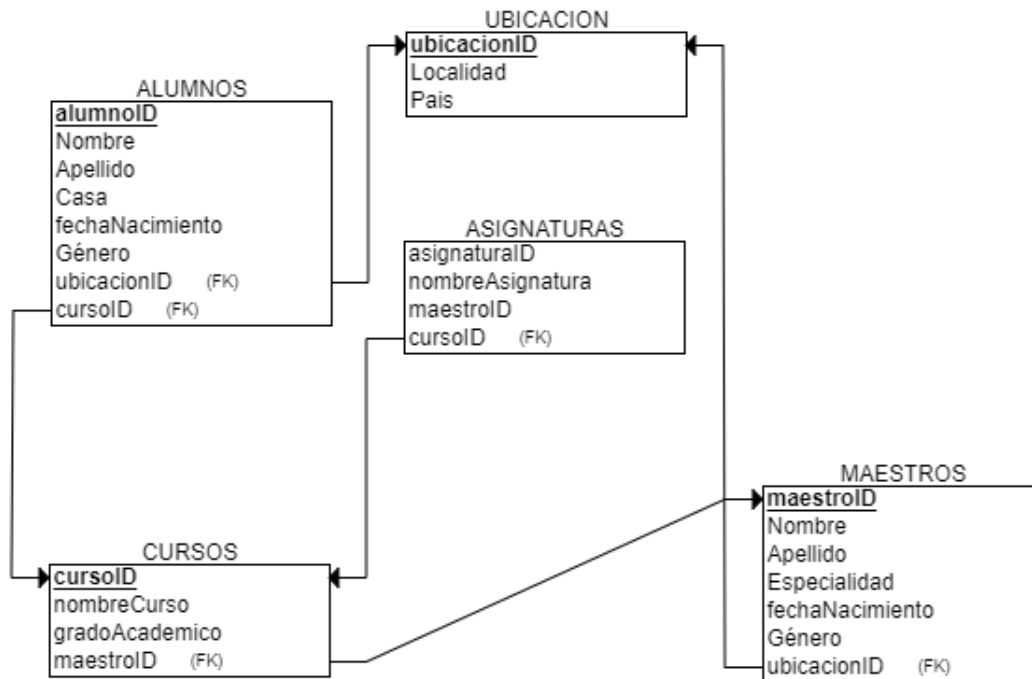 UBICACION
ubicacionID
Localidad
Pais
ALUMNOS
alumnoID
Nombre
Apellido
Casa
fechaNacimiento
Género
ubicacionID (FK)
cursoID (FK)
ASIGNATURAS
asignaturaID
nombreAsignatura
maestroID
cursoID (FK)
CURSOS
cursoID
nombreCurso
gradoAcademico
maestroID (FK)
MAESTROS
maestroID
Nombre
Apellido
Especialidad
fechaNacimiento
Género
ubicacionID (FK)